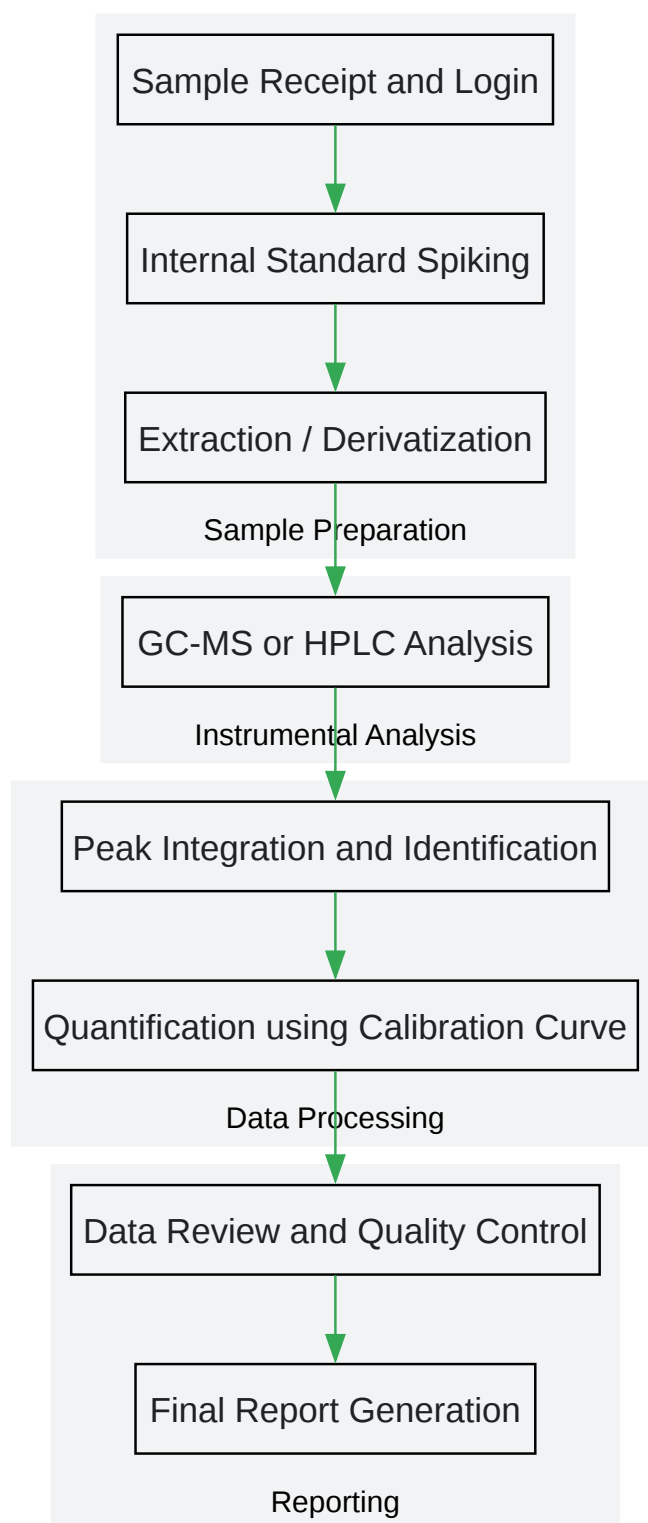 Sample Receipt and Login
Internal Standard Spiking
Extraction / Derivatization
Sample Preparation
GC-MS or HPLC Analysis
Instrumental Analysis
Peak Integration and Identification
Quantification using Calibration Curve
Data Processing
Data Review and Quality Control
Final Report Generation
Reporting